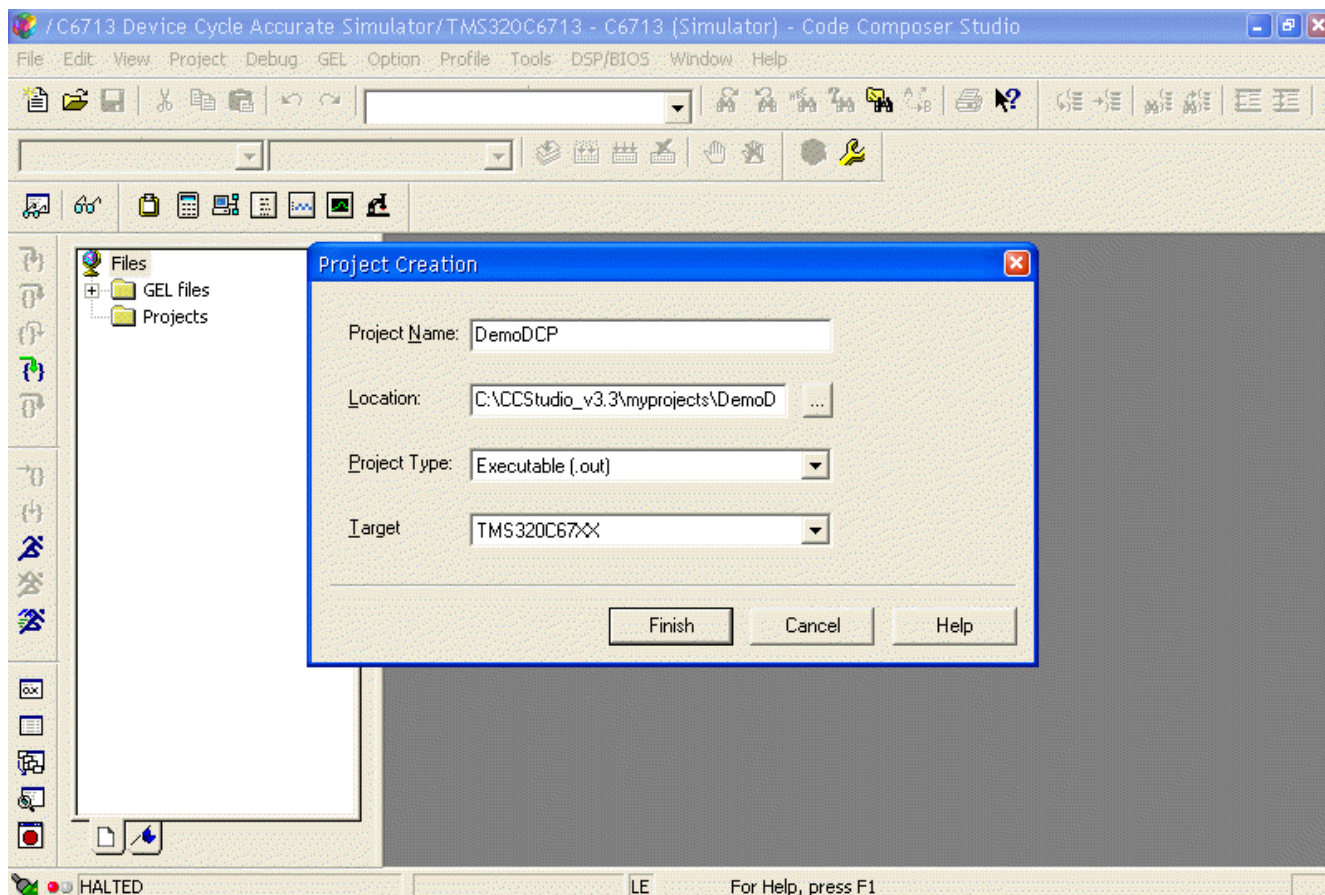 /C6713 Device Cycle Accurate Simulator/TMS320C6713 - C6713 (Simulator) - Code Composer Studio
File Edit View Project Debug GEL Option Profile Tools DSP/BIOS Window Help
Files
GEL files
Projects
Project Creation
Project Name: DemoDCP
Location: C:\CCStudio_v3.3\myprojects\DemoD ...
Project Type: Executable (.out)
Target TMS320C67XX
Finish Cancel Help
HALTED LE For Help, press F1